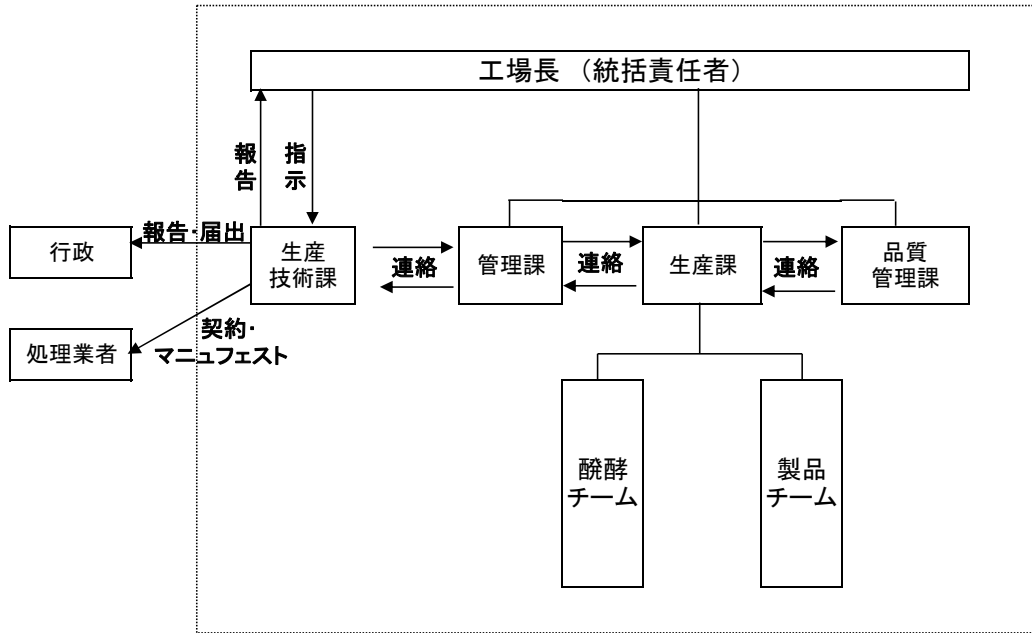 工場長 （統括責任者）
報告
指示
報告・届出
行政
生産
技術課
連絡
管理課
連絡
生産課
連絡
品質
管理課
処理業者
契約・
マニュフェスト
醗酵
チーム
製品
チーム